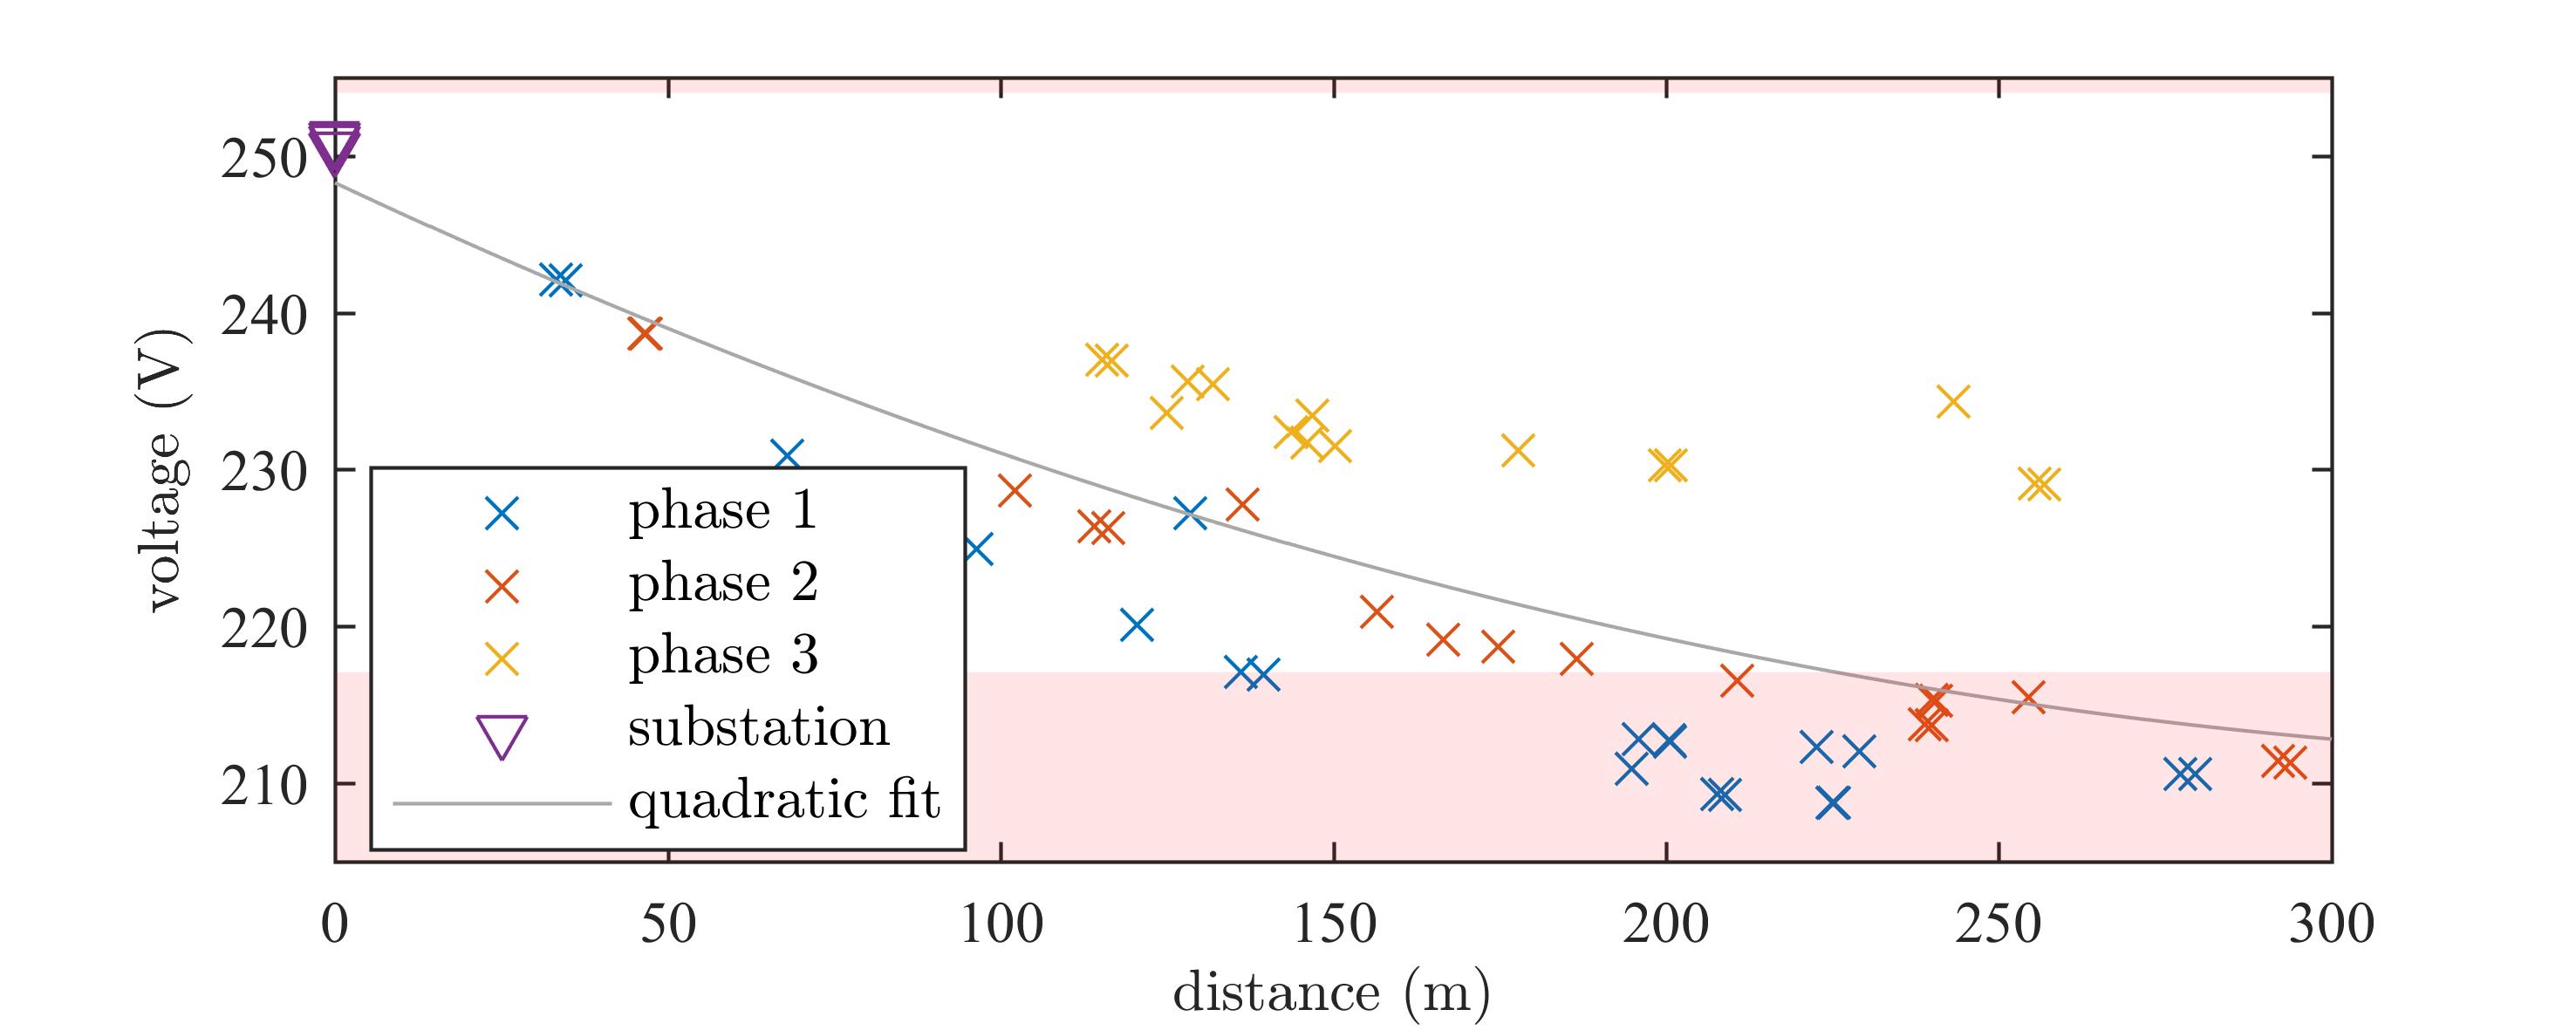 250
240
230
220
210
voltage (V)
phase 1
phase 2
phase 3
substation
quadratic fit
0 50 100 150 200 250 300
distance (m)